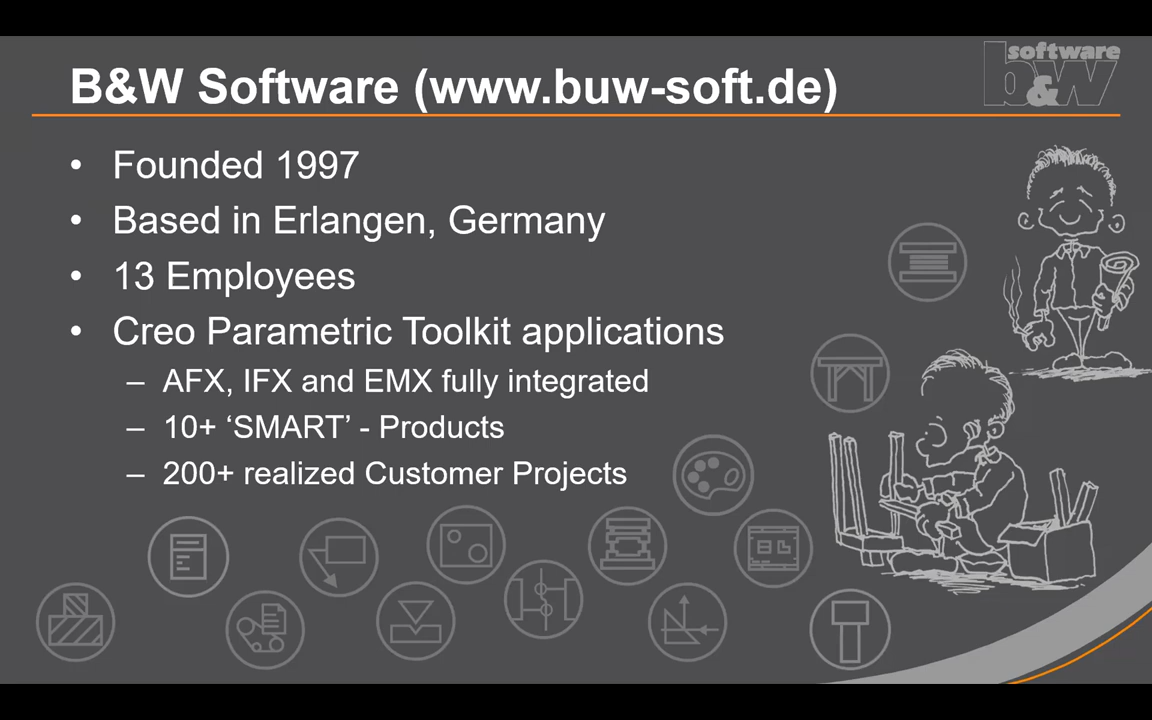 B&W Software (www.buw-soft.de)
software
b&w
• Founded 1997
• Based in Erlangen, Germany
• 13 Employees
• Creo Parametric Toolkit applications
– AFX, IFX and EMX fully integrated
– 10+ ‘SMART’ - Products
– 200+ realized Customer Projects